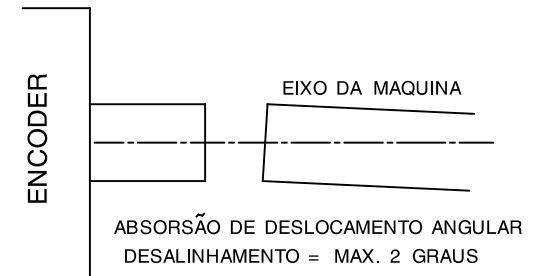 ENCODER
EIXO DA MAQUINA
ABSORSÃO DE DESLOCAMENTO ANGULAR
DESALINHAMENTO = MAX. 2 GRAUS